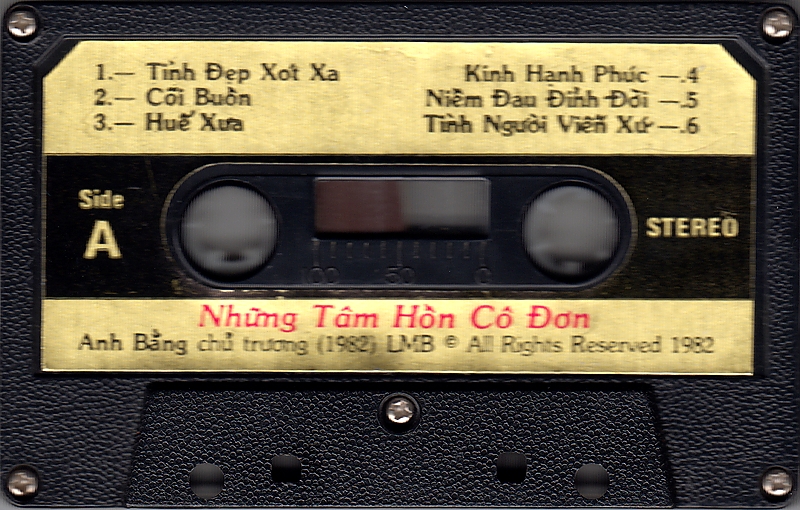 1.— Tình Đẹp Xót Xa
2.— Cõi Buồn
3.— Huế Xưa
Kính Hạnh Phúc —.4
Niềm Đau Đỉnh Đời —.5
Tình Người Viễn Xứ —.6
Side
A
STEREO
100 50 0
Những Tâm Hồn Cô Đơn
Anh Bằng chủ trương (1982) LMB © All Rights Reserved 1982